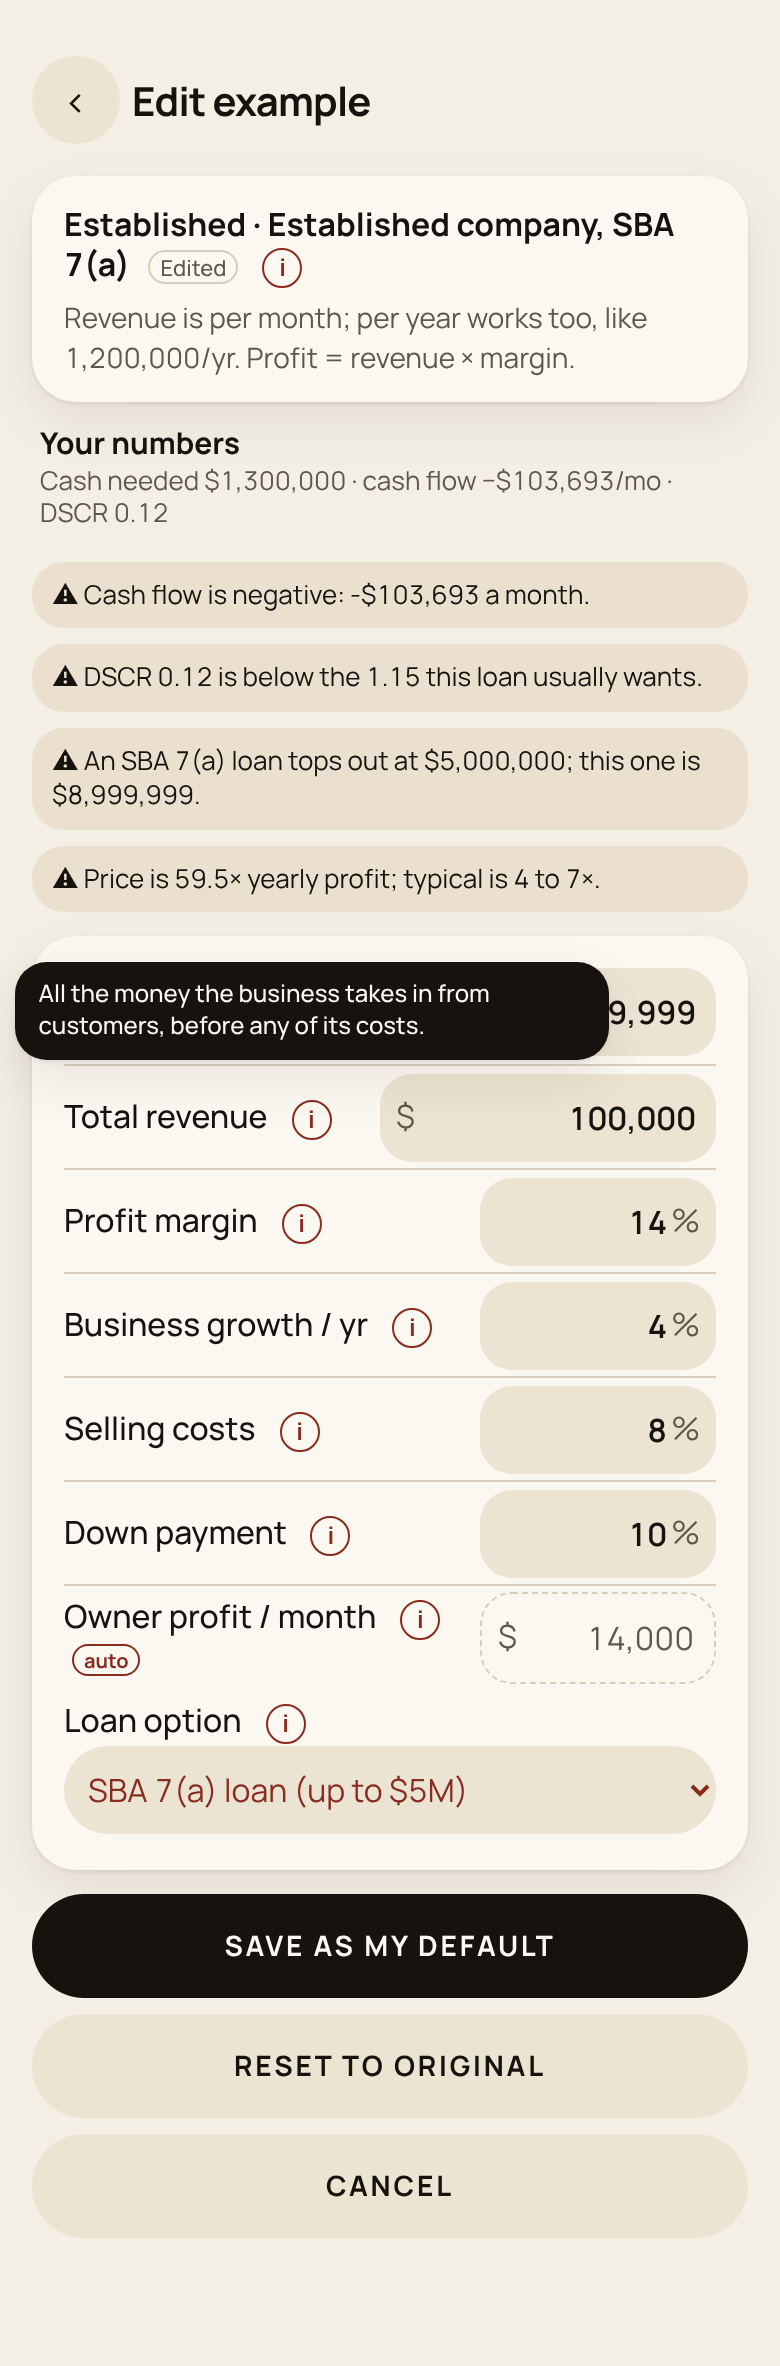 Edit example
Established · Established company, SBA
7(a) Edited i
Revenue is per month; per year works too, like
1,200,000/yr. Profit = revenue × margin.
Your numbers
Cash needed $1,300,000 · cash flow −$103,693/mo ·
DSCR 0.12
⚠ Cash flow is negative: -$103,693 a month.
⚠ DSCR 0.12 is below the 1.15 this loan usually wants.
⚠ An SBA 7(a) loan tops out at $5,000,000; this one is
$8,999,999.
⚠ Price is 59.5× yearly profit; typical is 4 to 7×.
All the money the business takes in from
customers, before any of its costs.
9,999
Total revenue i $ 100,000
Profit margin i 14 %
Business growth / yr i 4 %
Selling costs i 8 %
Down payment i 10 %
Owner profit / month i $ 14,000
auto
Loan option i
SBA 7(a) loan (up to $5M)
SAVE AS MY DEFAULT
RESET TO ORIGINAL
CANCEL